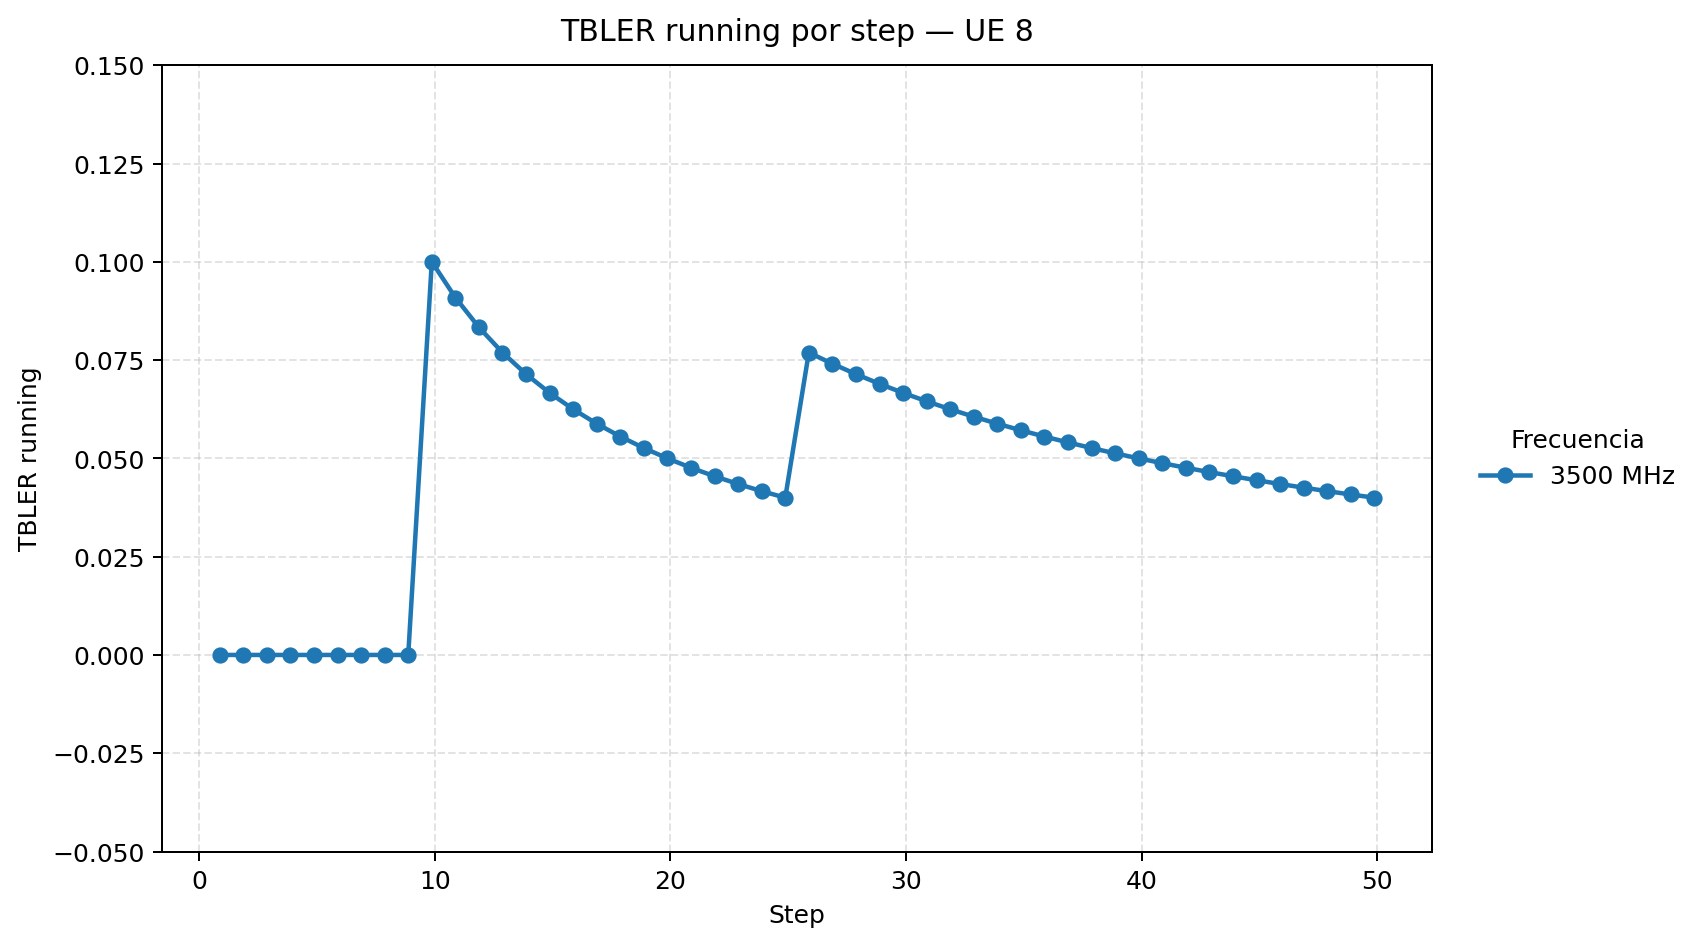 TBLER running por step — UE 8
0.150
0.125
0.100
0.075
0.050
0.025
0.000
−0.025
−0.050
TBLER running
0 10 20 30 40 50
Step
Frecuencia
3500 MHz